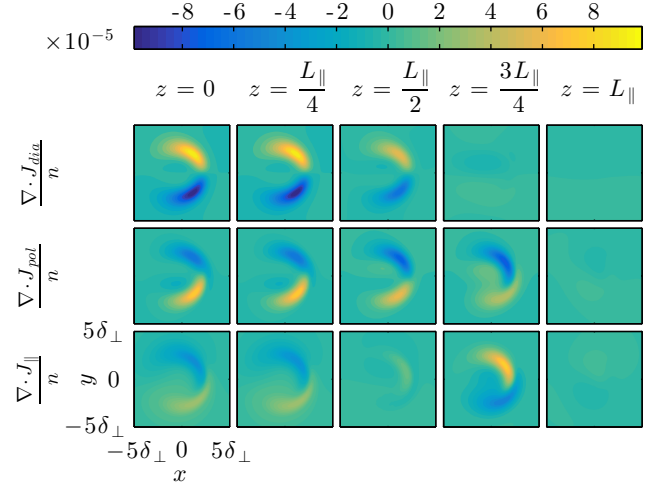 -8 -6 -4 -2 0 2 4 6 8
×10⁻⁵
z = 0 z = L∥/4 z = L∥/2 z = 3L∥/4 z = L∥
∇·J_dia/n
∇·J_pol/n
∇·J∥/n
5δ⊥
y 0
−5δ⊥
−5δ⊥ 0 5δ⊥
x